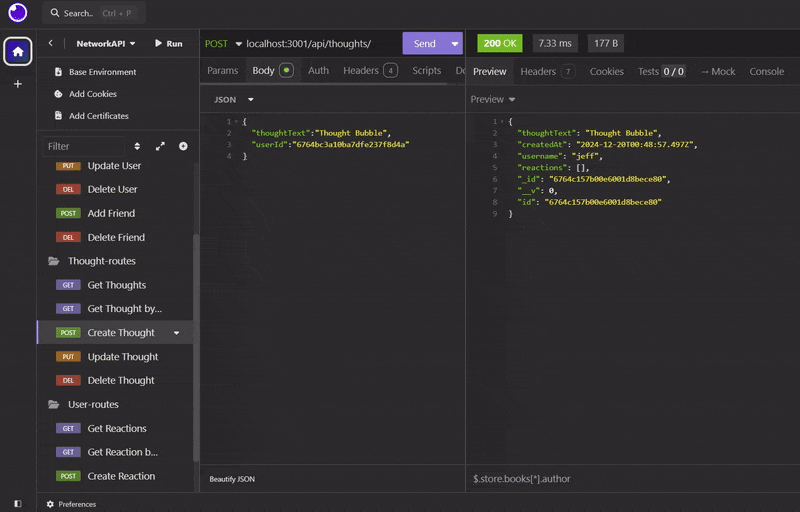 Search.. Ctrl + P
NetworkAPI
Run
Base Environment
Add Cookies
Add Certificates
Filter
PUT Update User
DEL Delete User
POST Add Friend
DEL Delete Friend
Thought-routes
GET Get Thoughts
GET Get Thought by...
POST Create Thought
PUT Update Thought
DEL Delete Thought
User-routes
GET Get Reactions
GET Get Reaction b...
POST Create Reaction
Preferences
POST localhost:3001/api/thoughts/ Send
Params Body Auth Headers 4 Scripts Do
JSON
1 {
2 "thoughtText":"Thought Bubble",
3 "userId":"6764bc3a10ba7dfe237f8d4a"
4 }
Beautify JSON
200 OK 7.33 ms 177 B
Preview Headers 7 Cookies Tests 0 / 0 → Mock Console
Preview
1 {
2 "thoughtText": "Thought Bubble",
3 "createdAt": "2024-12-20T00:48:57.497Z",
4 "username": "jeff",
5 "reactions": [],
6 "_id": "6764c157b00e6001d8bece80",
7 "__v": 0,
8 "id": "6764c157b00e6001d8bece80"
9 }
$.store.books[*].author